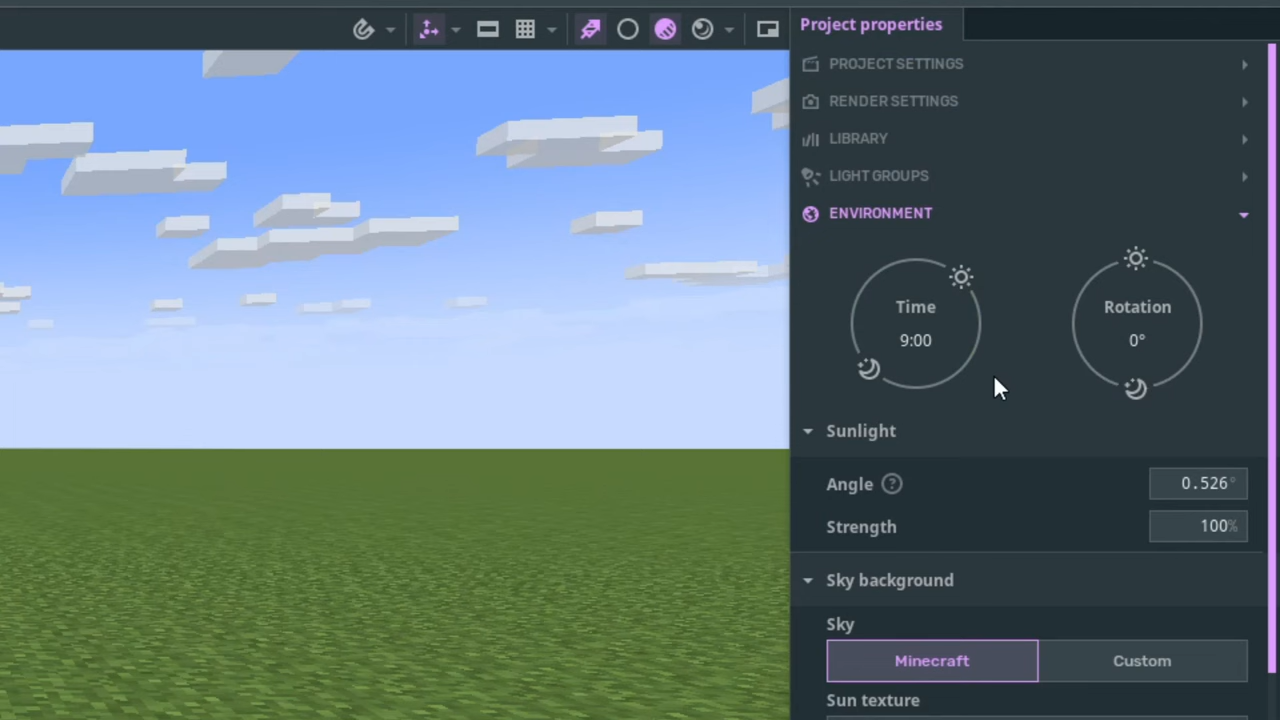 Project properties
PROJECT SETTINGS
RENDER SETTINGS
LIBRARY
LIGHT GROUPS
ENVIRONMENT
Time
9:00
Rotation
0°
Sunlight
Angle ? 0.526°
Strength 100%
Sky background
Sky
Minecraft Custom
Sun texture